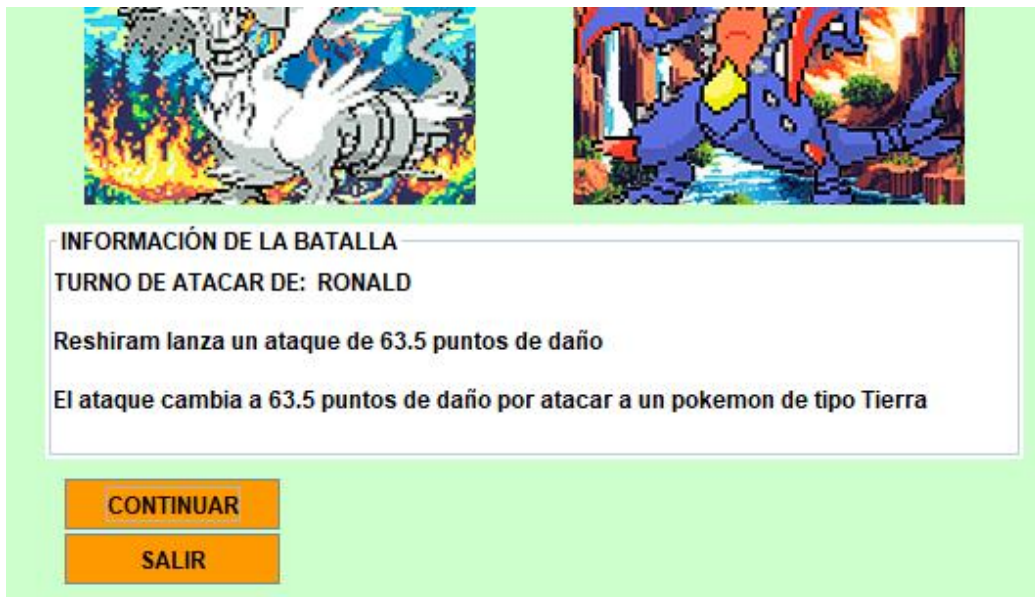 INFORMACIÓN DE LA BATALLA
TURNO DE ATACAR DE: RONALD
Reshiram lanza un ataque de 63.5 puntos de daño
El ataque cambia a 63.5 puntos de daño por atacar a un pokemon de tipo Tierra
CONTINUAR
SALIR